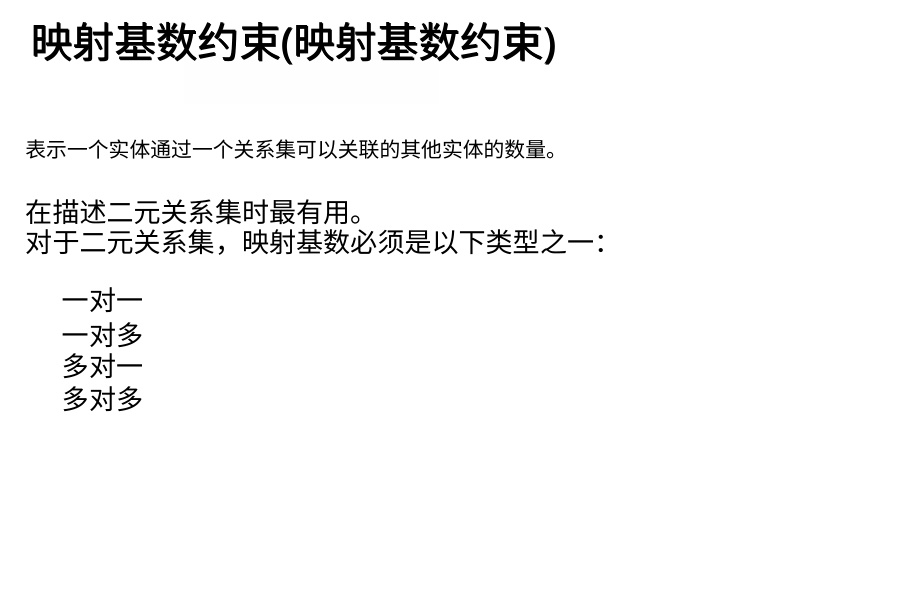 映射基数约束(映射基数约束)
表示一个实体通过一个关系集可以关联的其他实体的数量。
在描述二元关系集时最有用。
对于二元关系集，映射基数必须是以下类型之一：
一对一
一对多
多对一
多对多